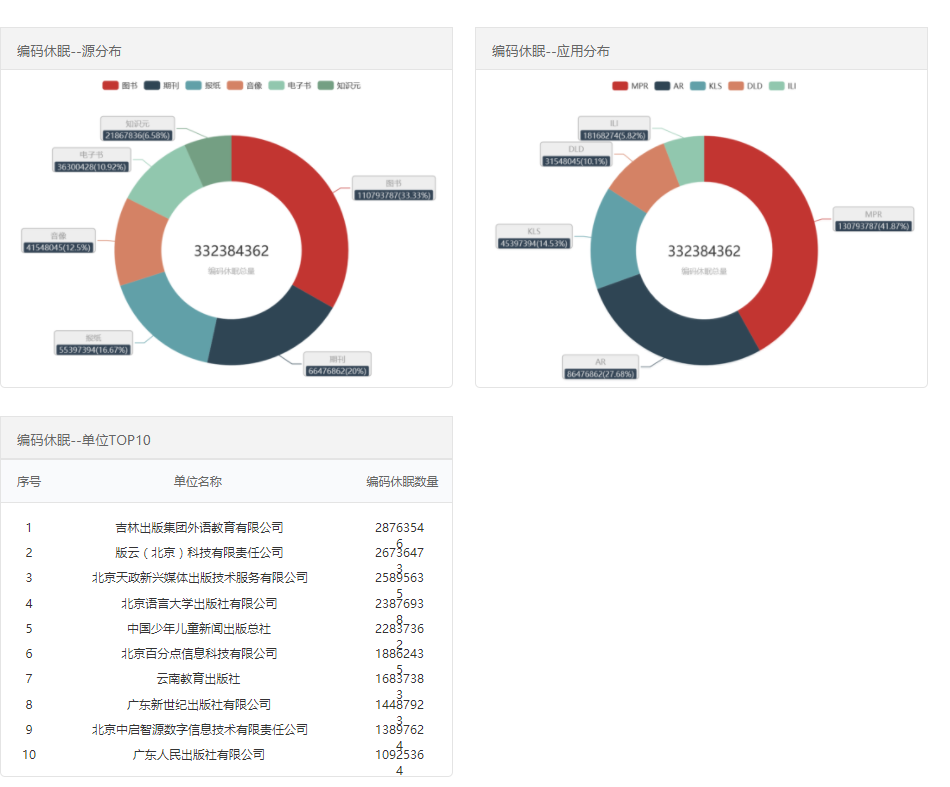 编码休眠--源分布
图书 期刊 报纸 音像 电子书 知识元
知识元
21867836(6.58%)
电子书
36300428(10.92%)
图书
110793787(33.33%)
音像
41548045(12.5%)
332384362
编码休眠总量
报纸
55397394(16.67%)
期刊
66476862(20%)
编码休眠--应用分布
MPR AR KLS DLD ILI
ILI
18168274(5.82%)
DLD
31548045(10.1%)
MPR
130793787(41.87%)
KLS
45397394(14.53%)
332384362
编码休眠总量
AR
86476862(27.68%)
编码休眠--单位TOP10
序号 单位名称 编码休眠数量
1 吉林出版集团外语教育有限公司 2876354
6
2 版云（北京）科技有限责任公司 2673647
3
3 北京天政新兴媒体出版技术服务有限公司 2589563
5
4 北京语言大学出版社有限公司 2387693
8
5 中国少年儿童新闻出版总社 2283736
2
6 北京百分点信息科技有限公司 1886243
5
7 云南教育出版社 1683738
3
8 广东新世纪出版社有限公司 1448792
3
9 北京中启智源数字信息技术有限责任公司 1389762
4
10 广东人民出版社有限公司 1092536
4